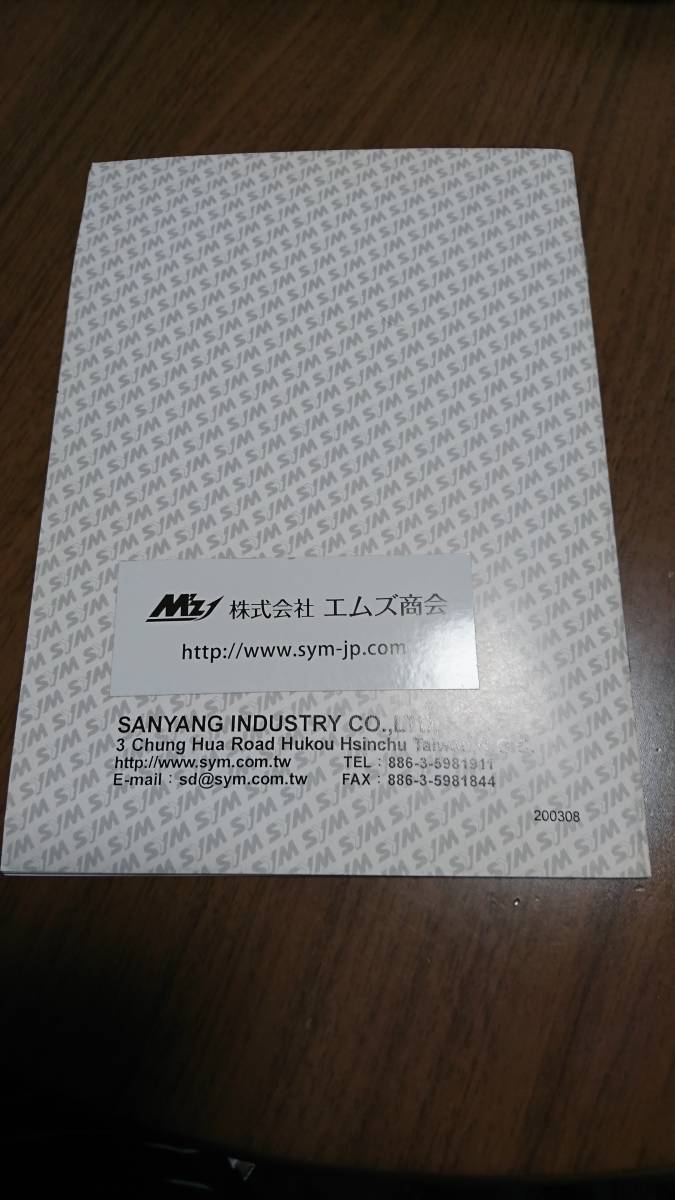 M'z 株式会社 エムズ商会
http://www.sym-jp.com
SANYANG INDUSTRY CO.,LTD.
3 Chung Hua Road Hukou Hsinchu Taiwan
http://www.sym.com.tw TEL：886-3-5981911
E-mail：sd@sym.com.tw FAX：886-3-5981844
200308